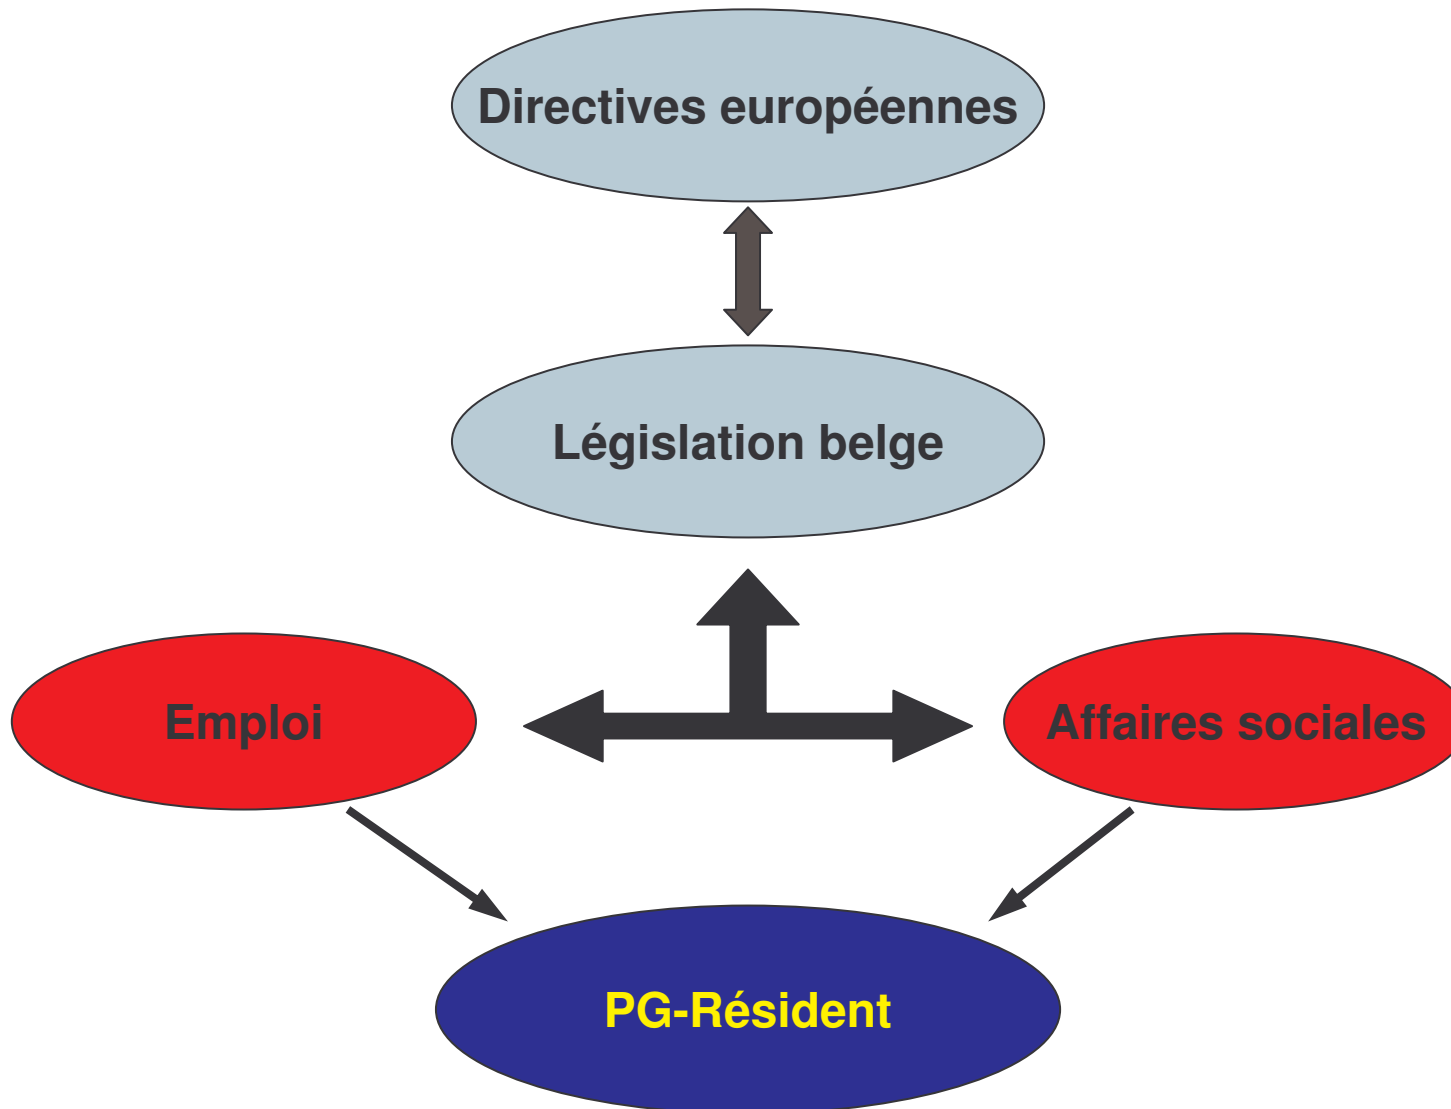 Directives européennes
Législation belge
Emploi
Affaires sociales
PG-Résident